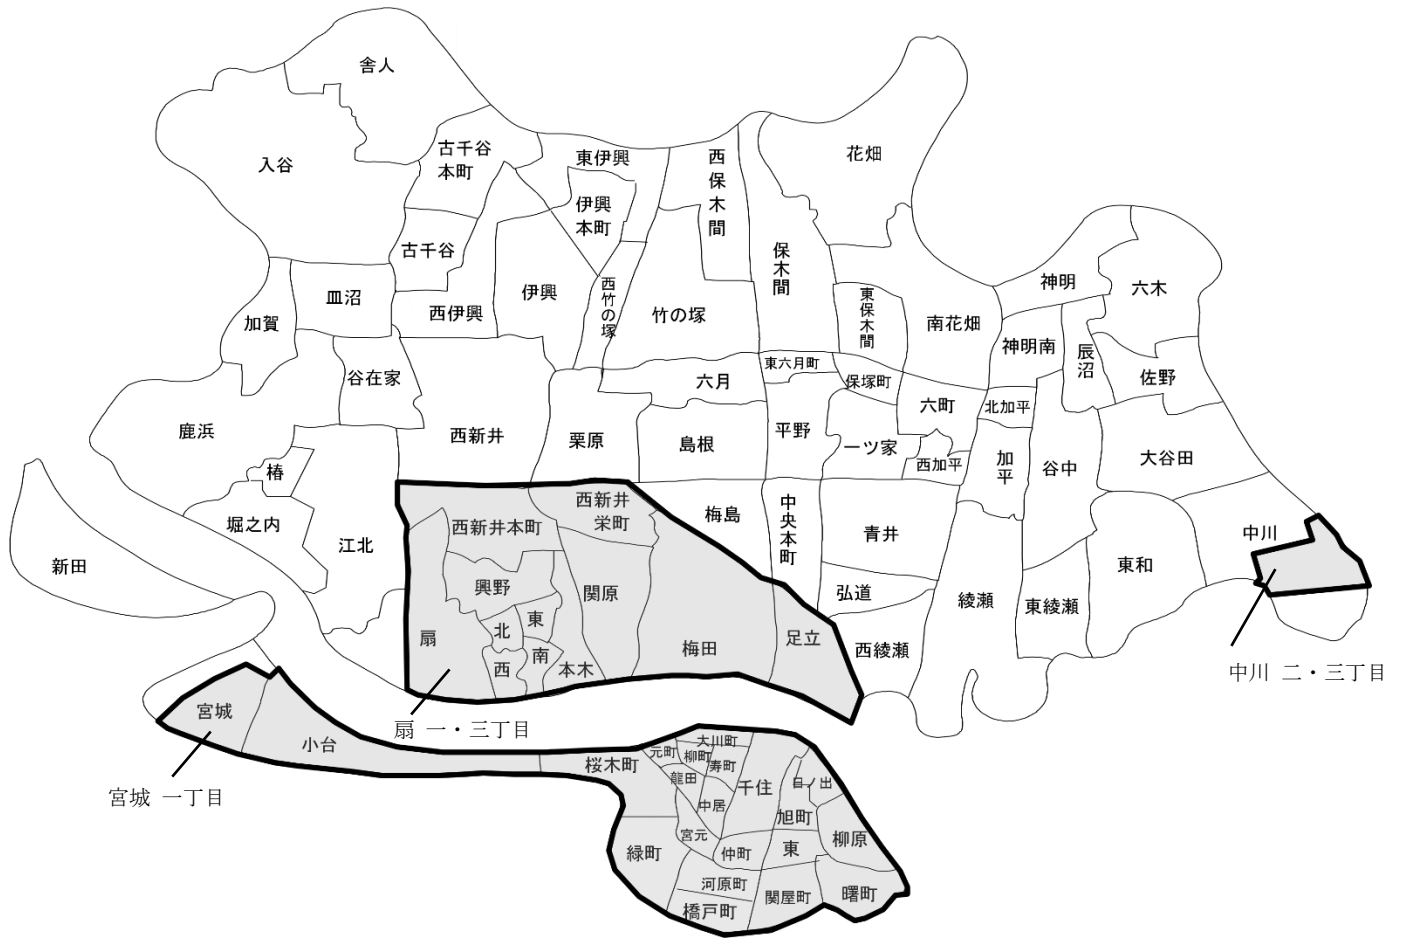 舎人
入谷
古千谷
本町
古千谷
東伊興
伊興
本町
西保木間
花畑
保木間
皿沼
加賀
西伊興
伊興
西竹の塚
竹の塚
東保木間
南花畑
神明
六木
神明南
辰沼
佐野
谷在家
六月
東六月町
保塚町
六町
北加平
鹿浜
西新井
栗原
島根
平野
一ツ家
西加平
加平
谷中
大谷田
椿
堀之内
江北
新田
西新井本町
西新井
栄町
梅島
中央本町
青井
中川
東和
興野
関原
弘道
綾瀬
東綾瀬
扇
北
東
西
南
本木
梅田
足立
西綾瀬
中川 二・三丁目
扇 一・三丁目
宮城
小台
宮城 一丁目
桜木町
元町
大川町
柳町
寿町
龍田
中居
千住
日ノ出
旭町
柳原
宮元
緑町
仲町
東
河原町
橋戸町
関屋町
曙町